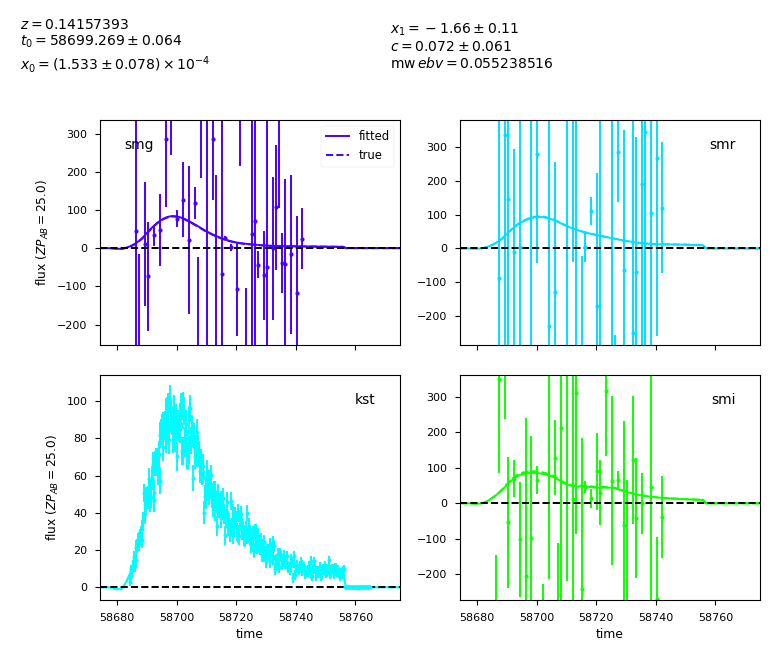 z = 0.14157393
t₀ = 58699.269 ± 0.064
x₀ = (1.533 ± 0.078) × 10⁻⁴
x₁ = −1.66 ± 0.11
c = 0.072 ± 0.061
mw ebv = 0.055238516
smg
fitted
true
300
200
100
0
−100
−200
flux (ZP_AB = 25.0)
smr
300
200
100
0
−100
−200
kst
100
80
60
40
20
0
flux (ZP_AB = 25.0)
58680 58700 58720 58740 58760
time
smi
300
200
100
0
−100
−200
58680 58700 58720 58740 58760
time